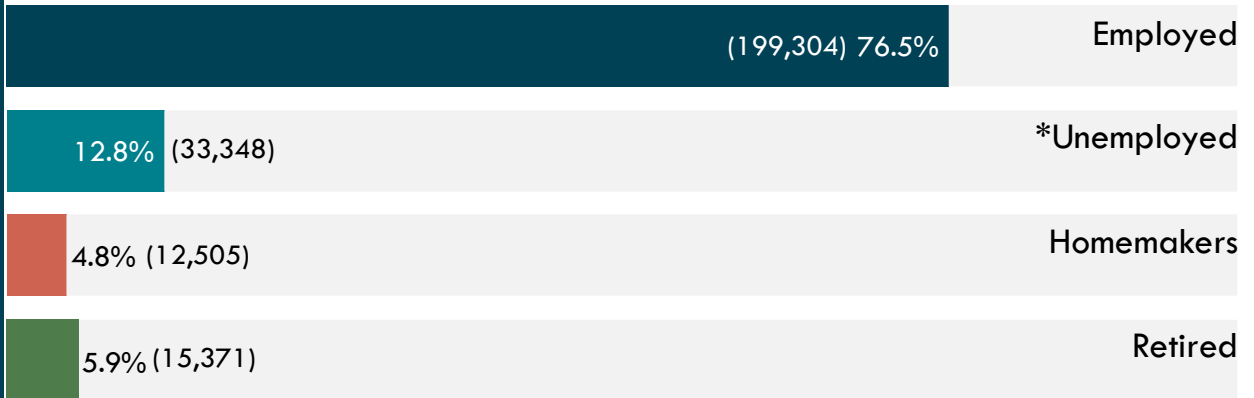 (199,304) 76.5% Employed
12.8% (33,348) *Unemployed
4.8% (12,505) Homemakers
5.9% (15,371) Retired